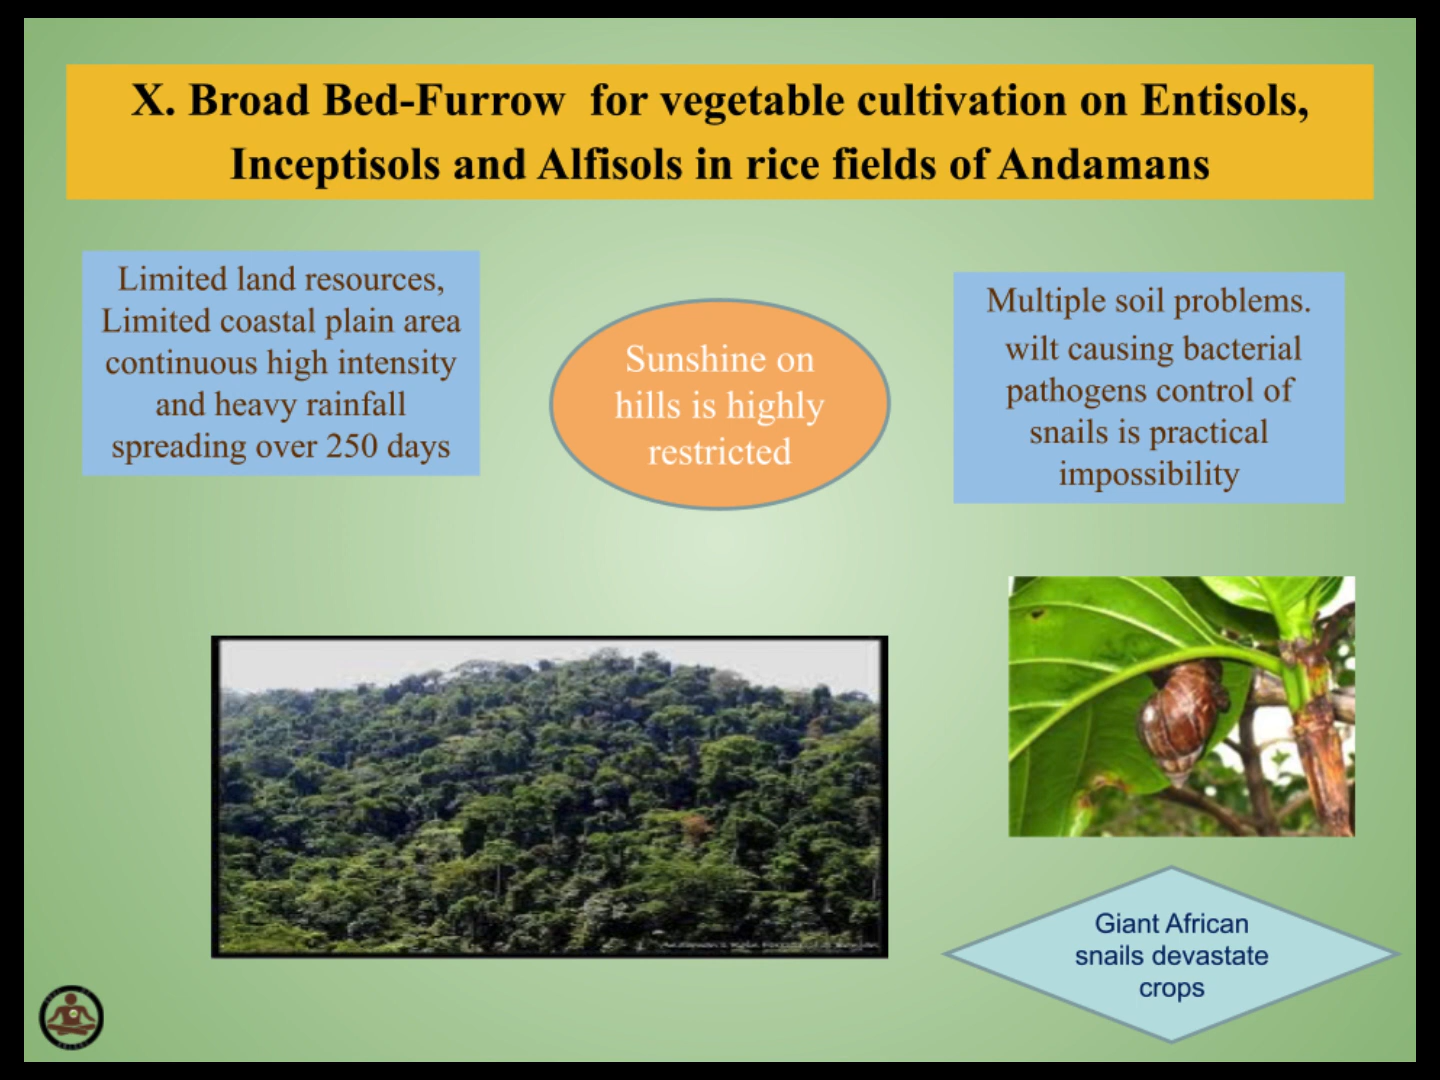 X. Broad Bed-Furrow for vegetable cultivation on Entisols,
Inceptisols and Alfisols in rice fields of Andamans
Limited land resources,
Limited coastal plain area
continuous high intensity
and heavy rainfall
spreading over 250 days
Sunshine on
hills is highly
restricted
Multiple soil problems.
wilt causing bacterial
pathogens control of
snails is practical
impossibility
Giant African
snails devastate
crops